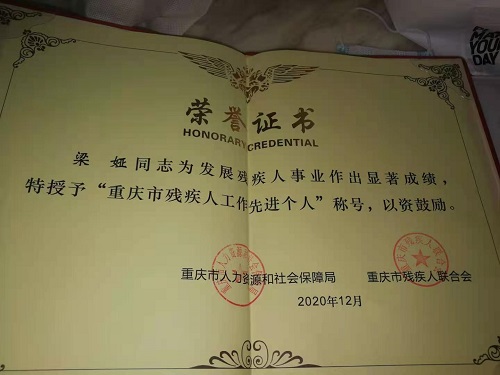 荣誉证书
HONORARY CREDENTIAL
梁娅同志为发展残疾人事业作出显著成绩，
特授予“重庆市残疾人工作先进个人”称号，以资鼓励。
重庆市人力资源和社会保障局 重庆市残疾人联合会
2020年12月
YOU
DAY